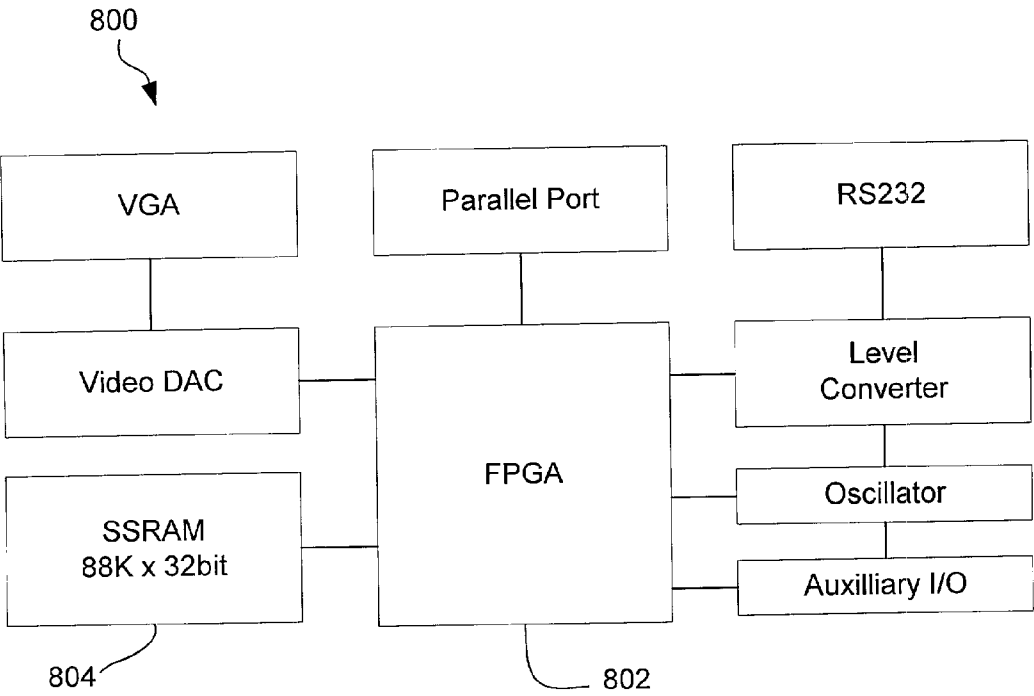 800
VGA
Parallel Port
RS232
Video DAC
Level
Converter
FPGA
SSRAM
88K x 32bit
Oscillator
Auxilliary I/O
804
802